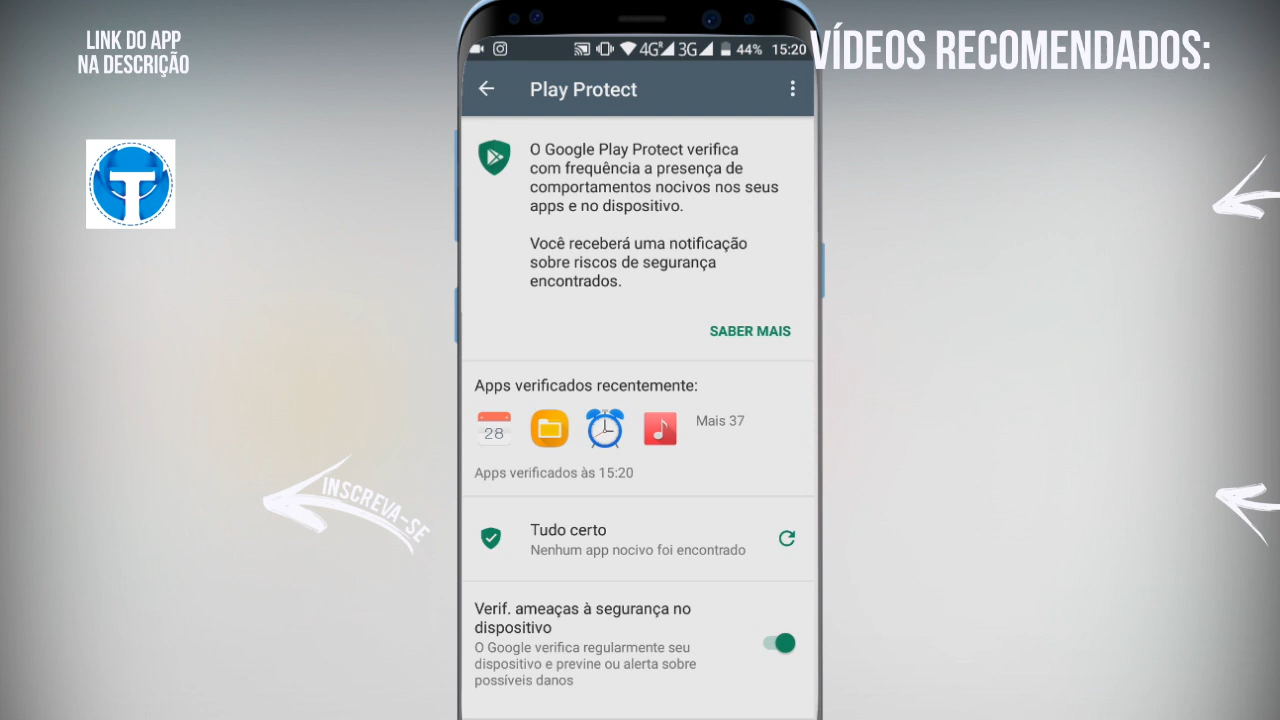 LINK DO APP
NA DESCRIÇÃO
VÍDEOS RECOMENDADOS:
4G 3G 44% 15:20
Play Protect
O Google Play Protect verifica
com frequência a presença de
comportamentos nocivos nos seus
apps e no dispositivo.
Você receberá uma notificação
sobre riscos de segurança
encontrados.
SABER MAIS
Apps verificados recentemente:
28
Mais 37
Apps verificados às 15:20
INSCREVA-SE
Tudo certo
Nenhum app nocivo foi encontrado
Verif. ameaças à segurança no
dispositivo
O Google verifica regularmente seu
dispositivo e previne ou alerta sobre
possíveis danos